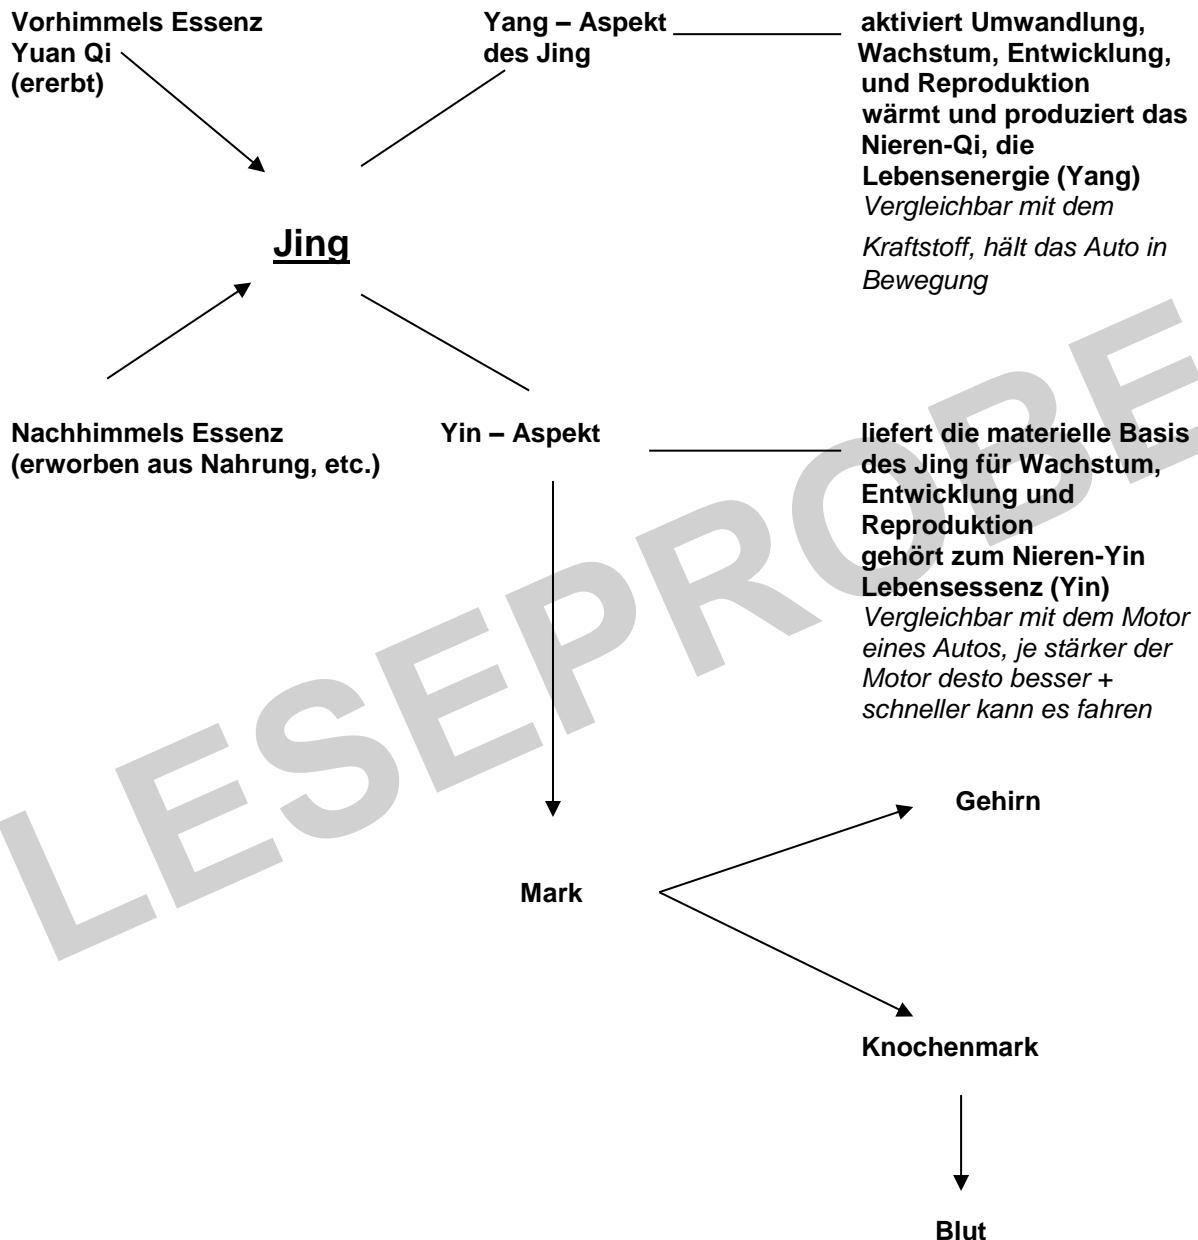 Vorhimmels Essenz
Yuan Qi
(ererbt)
Yang – Aspekt
des Jing
aktiviert Umwandlung,
Wachstum, Entwicklung,
und Reproduktion
wärmt und produziert das
Nieren-Qi, die
Lebensenergie (Yang)
Vergleichbar mit dem
Kraftstoff, hält das Auto in
Bewegung
Jing
Nachhimmels Essenz
(erworben aus Nahrung, etc.)
Yin – Aspekt
liefert die materielle Basis
des Jing für Wachstum,
Entwicklung und
Reproduktion
gehört zum Nieren-Yin
Lebensessenz (Yin)
Vergleichbar mit dem Motor
eines Autos, je stärker der
Motor desto besser +
schneller kann es fahren
Gehirn
Mark
Knochenmark
Blut
LESEPROBE